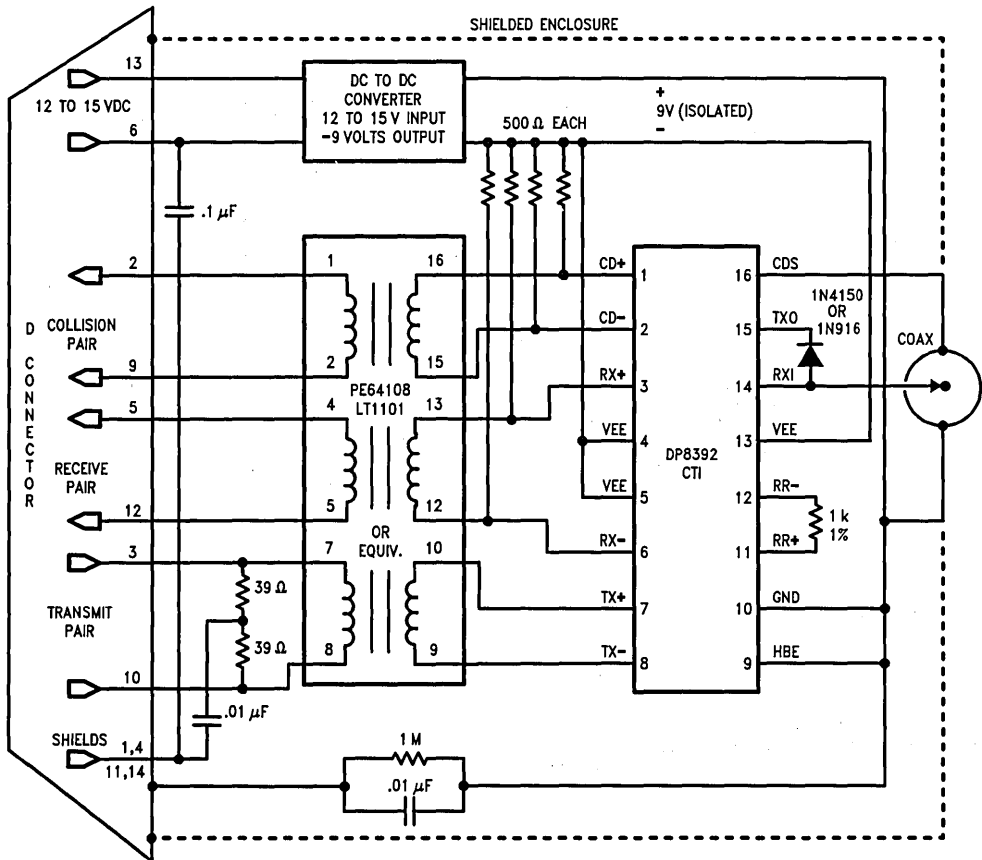 SHIELDED ENCLOSURE
13
12 TO 15 VDC
6
DC TO DC
CONVERTER
12 TO 15 V INPUT
-9 VOLTS OUTPUT
+
9V (ISOLATED)
-
500 Ω EACH
.1 μF
2
COLLISION
PAIR
9
5
RECEIVE
PAIR
12
3
TRANSMIT
PAIR
10
SHIELDS
1,4
11,14
D CONNECTOR
39 Ω
39 Ω
.01 μF
1
16
2
15
PE64108
LT1101
4
13
5
12
OR
EQUIV.
7
10
8
9
CD+
CD-
RX+
VEE
VEE
RX-
TX+
TX-
1
2
3
4
5
6
7
8
DP8392
CTI
16
15
14
13
12
11
10
9
CDS
TXO
RXI
VEE
RR-
RR+
GND
HBE
1N4150
OR
1N916
COAX
1 k
1%
1 M
.01 μF